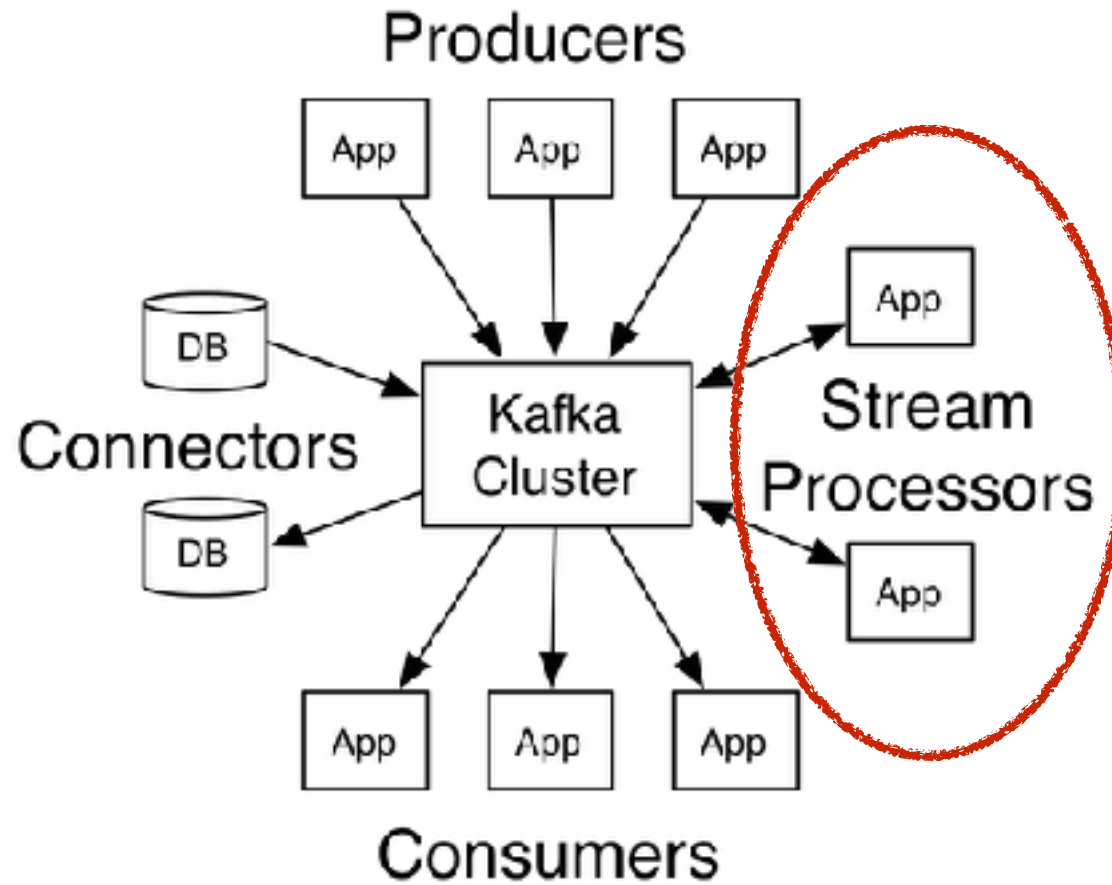 Producers
App
App
App
DB
App
Kafka
Cluster
Stream
Processors
Connectors
DB
App
App
App
App
Consumers